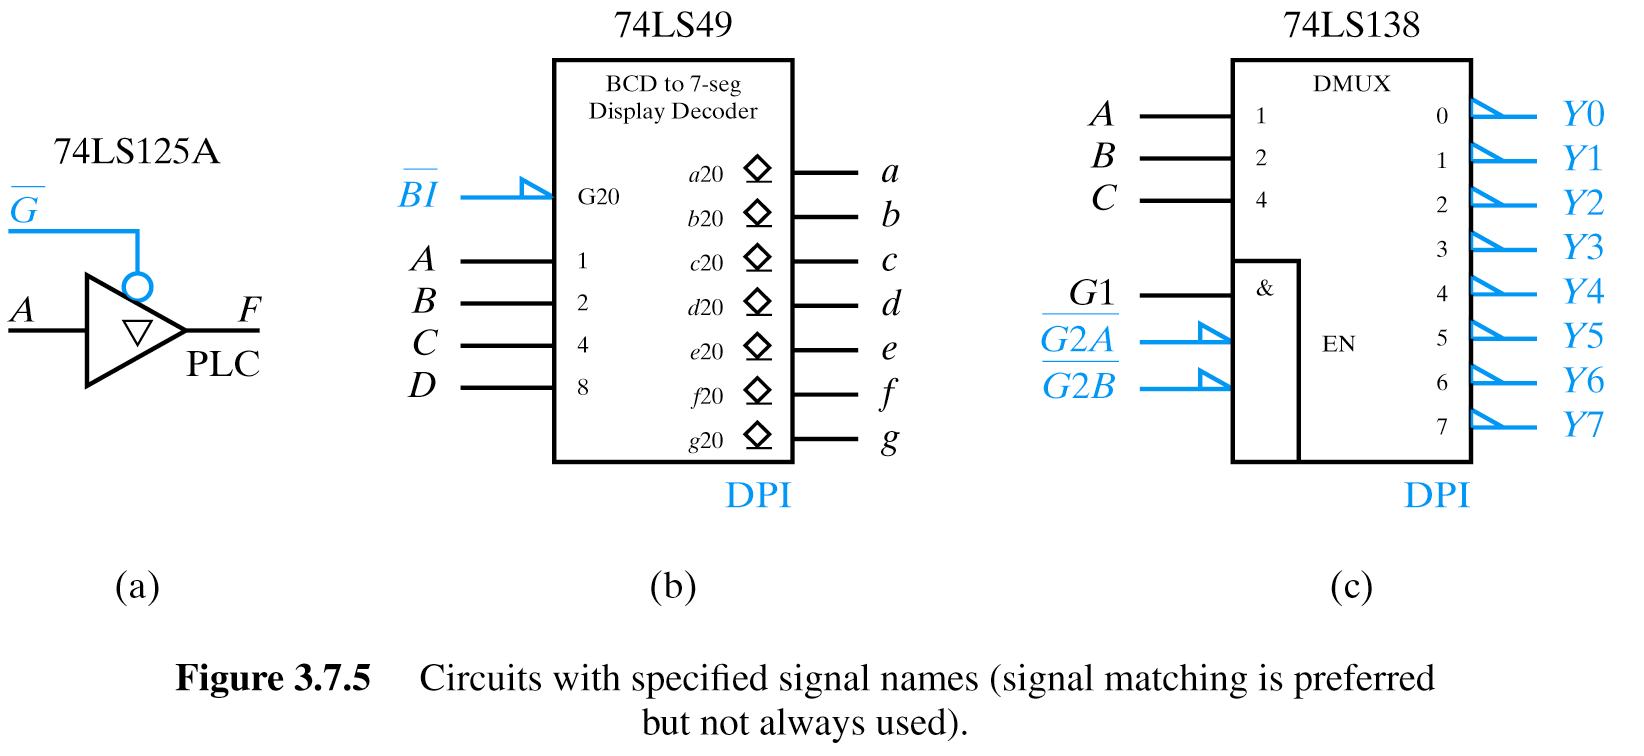 74LS125A
G̅
A
F
PLC
(a)
74LS49
BCD to 7-seg
Display Decoder
B̅I̅
G20
A
1
B
2
C
4
D
8
a20
a
b20
b
c20
c
d20
d
e20
e
f20
f
g20
g
DPI
(b)
74LS138
DMUX
A
1
B
2
C
4
G1
&
G̅2̅A̅
G̅2̅B̅
EN
0
Y0
1
Y1
2
Y2
3
Y3
4
Y4
5
Y5
6
Y6
7
Y7
DPI
(c)
Figure 3.7.5 Circuits with specified signal names (signal matching is preferred
but not always used).